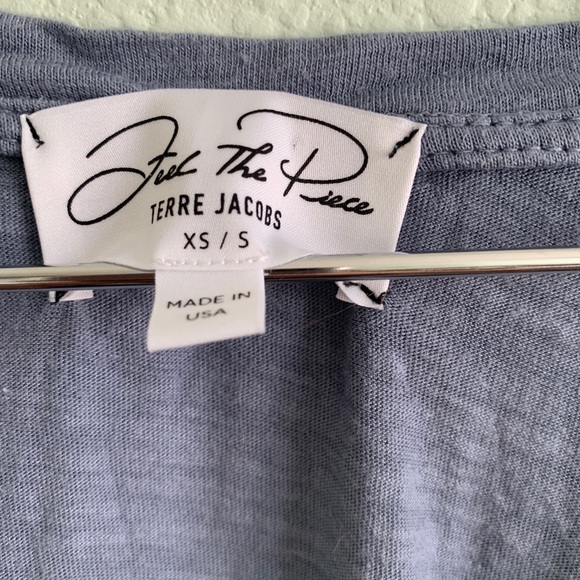 Feel The Piece
TERRE JACOBS
XS / S
MADE IN
USA